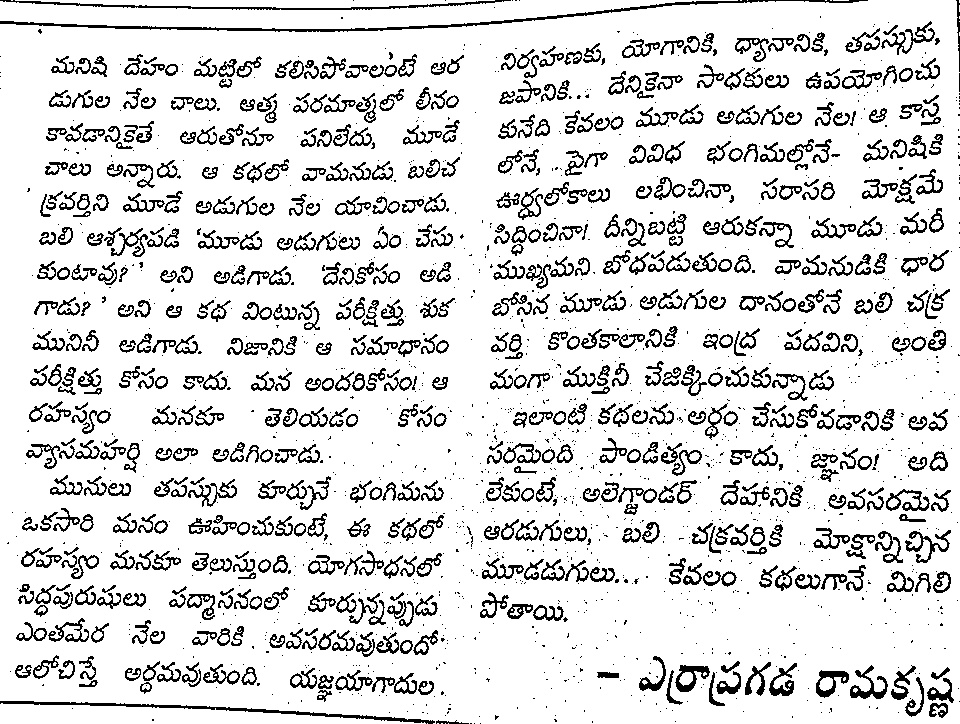 మనిషి దేహం మట్టిలో కలిసిపోవాలంటే ఆర
డుగుల నేల చాలు. ఆత్మ పరమాత్మలో లీనం
కావడానికైతే ఆరుతోనూ పనిలేదు, మూడే
చాలు అన్నారు. ఆ కథలో వామనుడు బలిచ
క్రవర్తిని మూడే అడుగుల నేల యాచించాడు.
బలి ఆశ్చర్యపడి 'మూడు అడుగులు ఏం చేసు
కుంటావు?' అని అడిగాడు. 'దేనికోసం అడి
గాడు?' అని ఆ కథ వింటున్న పరీక్షిత్తు శుక
మునినీ అడిగాడు. నిజానికి ఆ సమాధానం
పరీక్షిత్తు కోసం కాదు. మన అందరికోసం! ఆ
రహస్యం మనకూ తెలియడం కోసం
వ్యాసమహర్షి అలా అడిగించాడు.
మునులు తపస్సుకు కూర్చునే భంగిమను
ఒకసారి మనం ఊహించుకుంటే, ఈ కథలో
రహస్యం మనకూ తెలుస్తుంది. యోగసాధనలో
సిద్ధపురుషులు పద్మాసనంలో కూర్చున్నప్పుడు
ఎంతమేర నేల వారికి అవసరమవుతుందో
ఆలోచిస్తే అర్ధమవుతుంది. యజ్ఞయాగాదుల
నిర్వహణకు, యోగానికి, ధ్యానానికి, తపస్సుకు,
జపానికి... దేనికైనా సాధకులు ఉపయోగించు
కునేది కేవలం మూడు అడుగుల నేల! ఆ కాస్త
లోనే, పైగా వివిధ భంగిమల్లోనే- మనిషికి
ఊర్ధ్వలోకాలు లభించినా, సరాసరి మోక్షమే
సిద్ధించినా! దీన్నిబట్టి ఆరుకన్నా మూడు మరీ
ముఖ్యమని బోధపడుతుంది. వామనుడికి ధార
బోసిన మూడు అడుగుల దానంతోనే బలి చక్ర
వర్తి కొంతకాలానికి ఇంద్ర పదవిని, అంతి
మంగా ముక్తినీ చేజిక్కించుకున్నాడు
ఇలాంటి కథలను అర్థం చేసుకోవడానికి అవ
సరమైంది పాండిత్యం కాదు, జ్ఞానం! అది
లేకుంటే, అలెగ్జాండర్ దేహానికి అవసరమైన
ఆరడుగులు, బలి చక్రవర్తికి మోక్షాన్నిచ్చిన
మూడడుగులు... కేవలం కథలుగానే మిగిలి
పోతాయి.
– ఎర్రాప్రగడ రామకృష్ణ